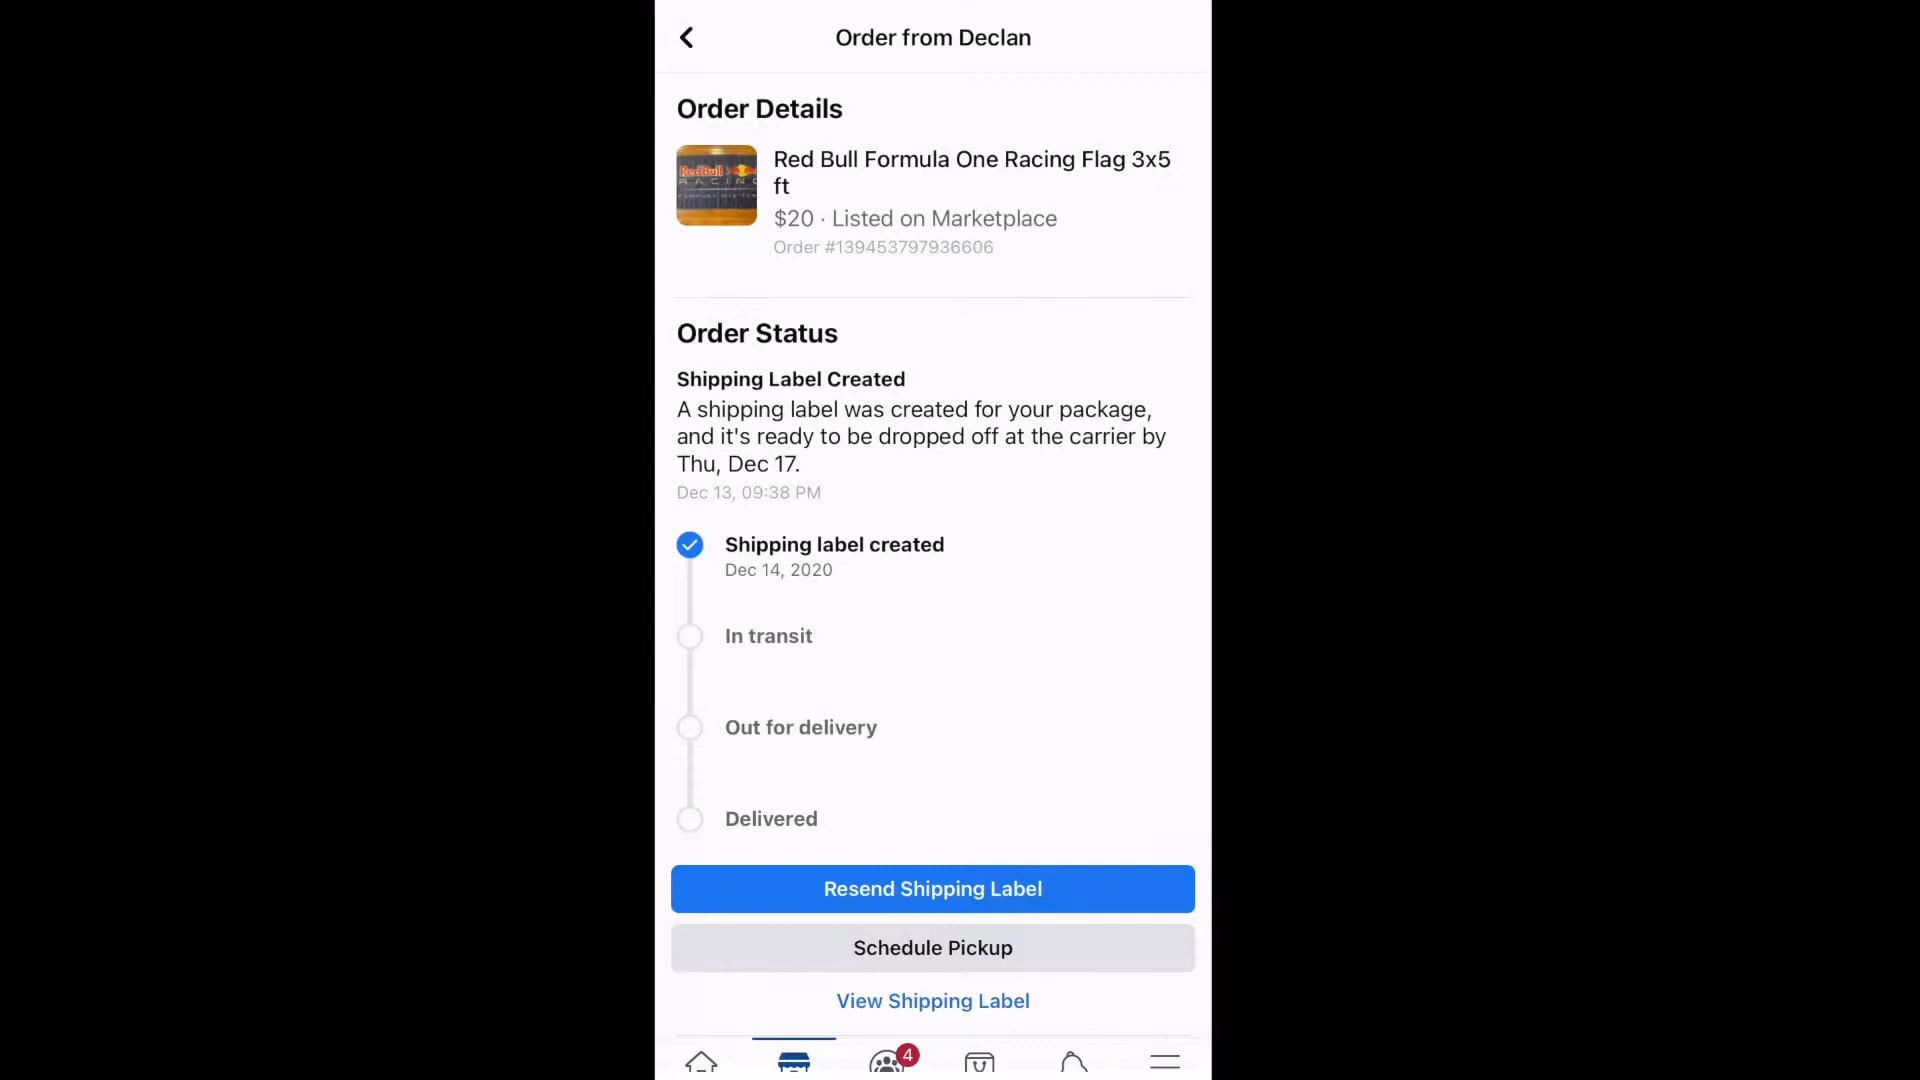 Order from Declan
Order Details
Red Bull
RACING
Red Bull Formula One Racing Flag 3x5
ft
$20 · Listed on Marketplace
Order #139453797936606
Order Status
Shipping Label Created
A shipping label was created for your package,
and it's ready to be dropped off at the carrier by
Thu, Dec 17.
Dec 13, 09:38 PM
Shipping label created
Dec 14, 2020
In transit
Out for delivery
Delivered
Resend Shipping Label
Schedule Pickup
View Shipping Label
4